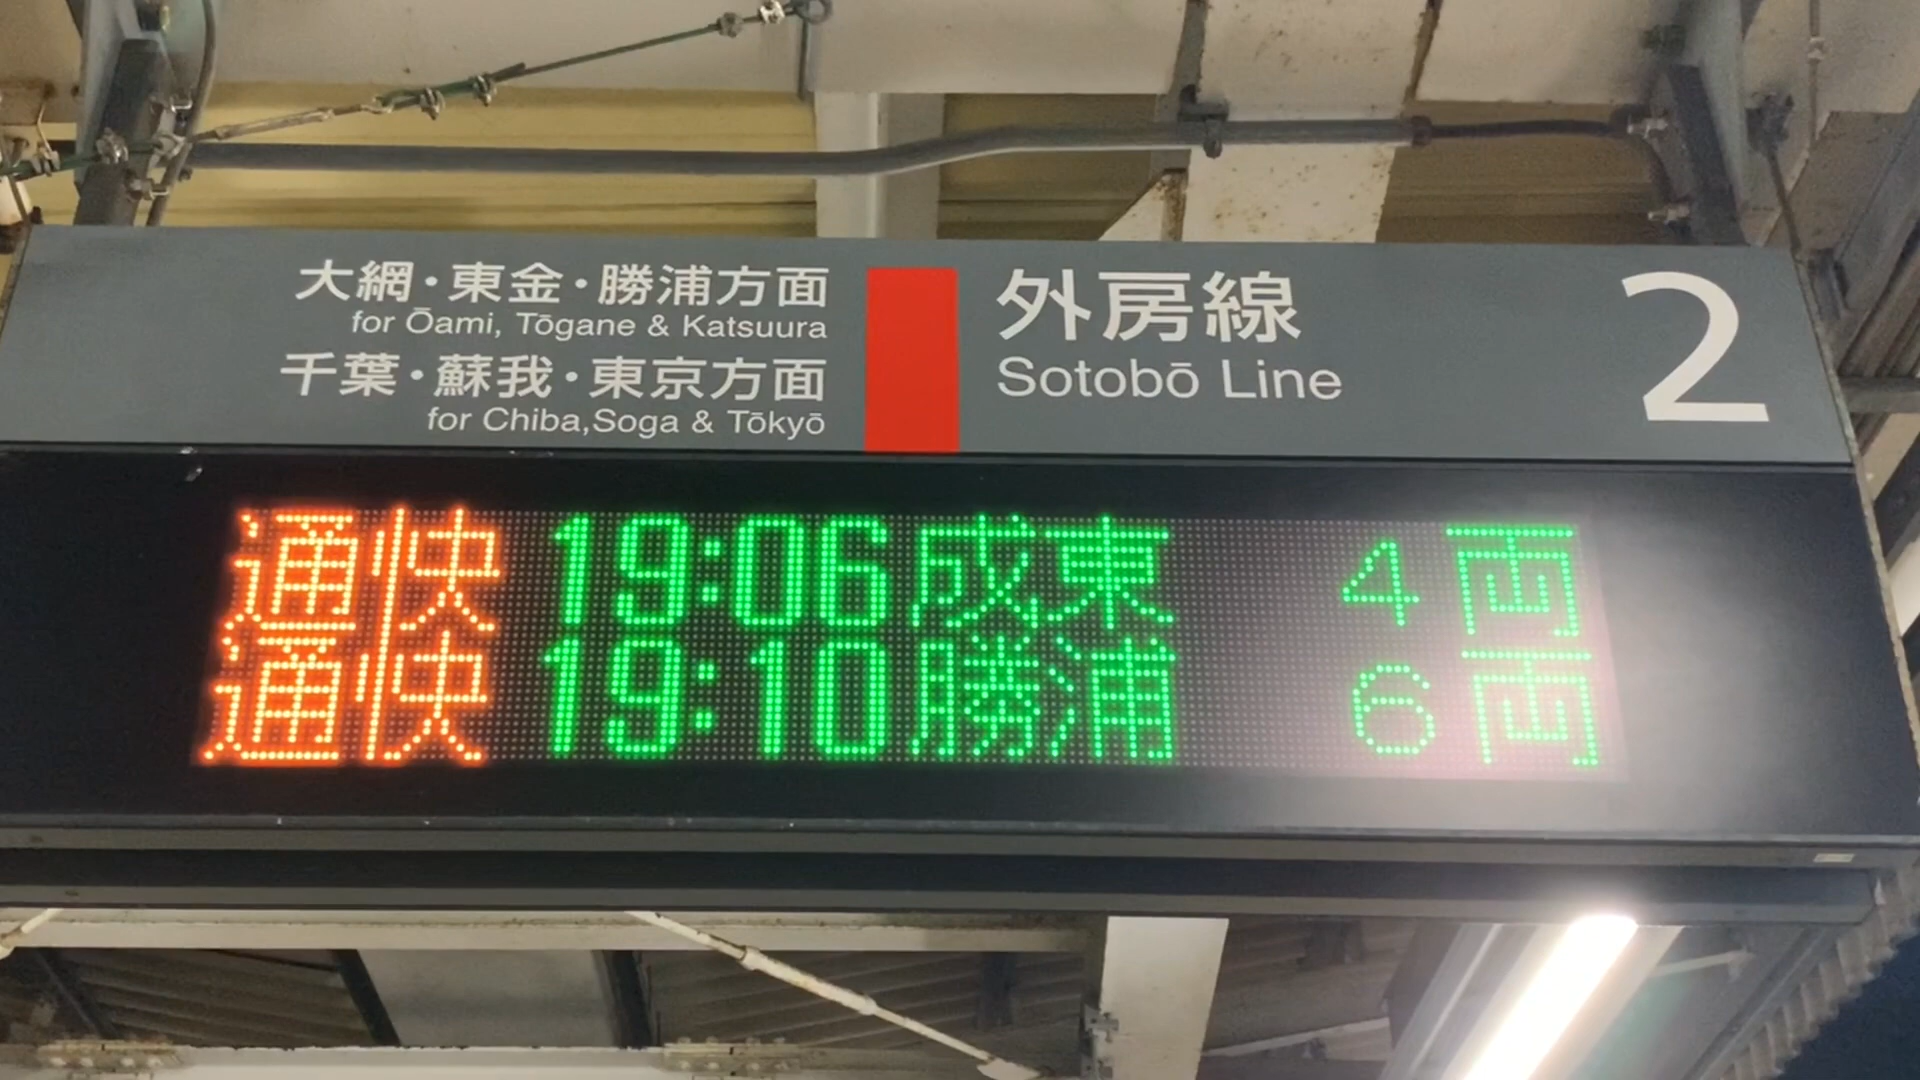 大網・東金・勝浦方面
for Ōami, Tōgane & Katsuura
千葉・蘇我・東京方面
for Chiba,Soga & Tōkyō
外房線
Sotobō Line
2
通快 19:06 成東 4両
通快 19:10 勝浦 6両